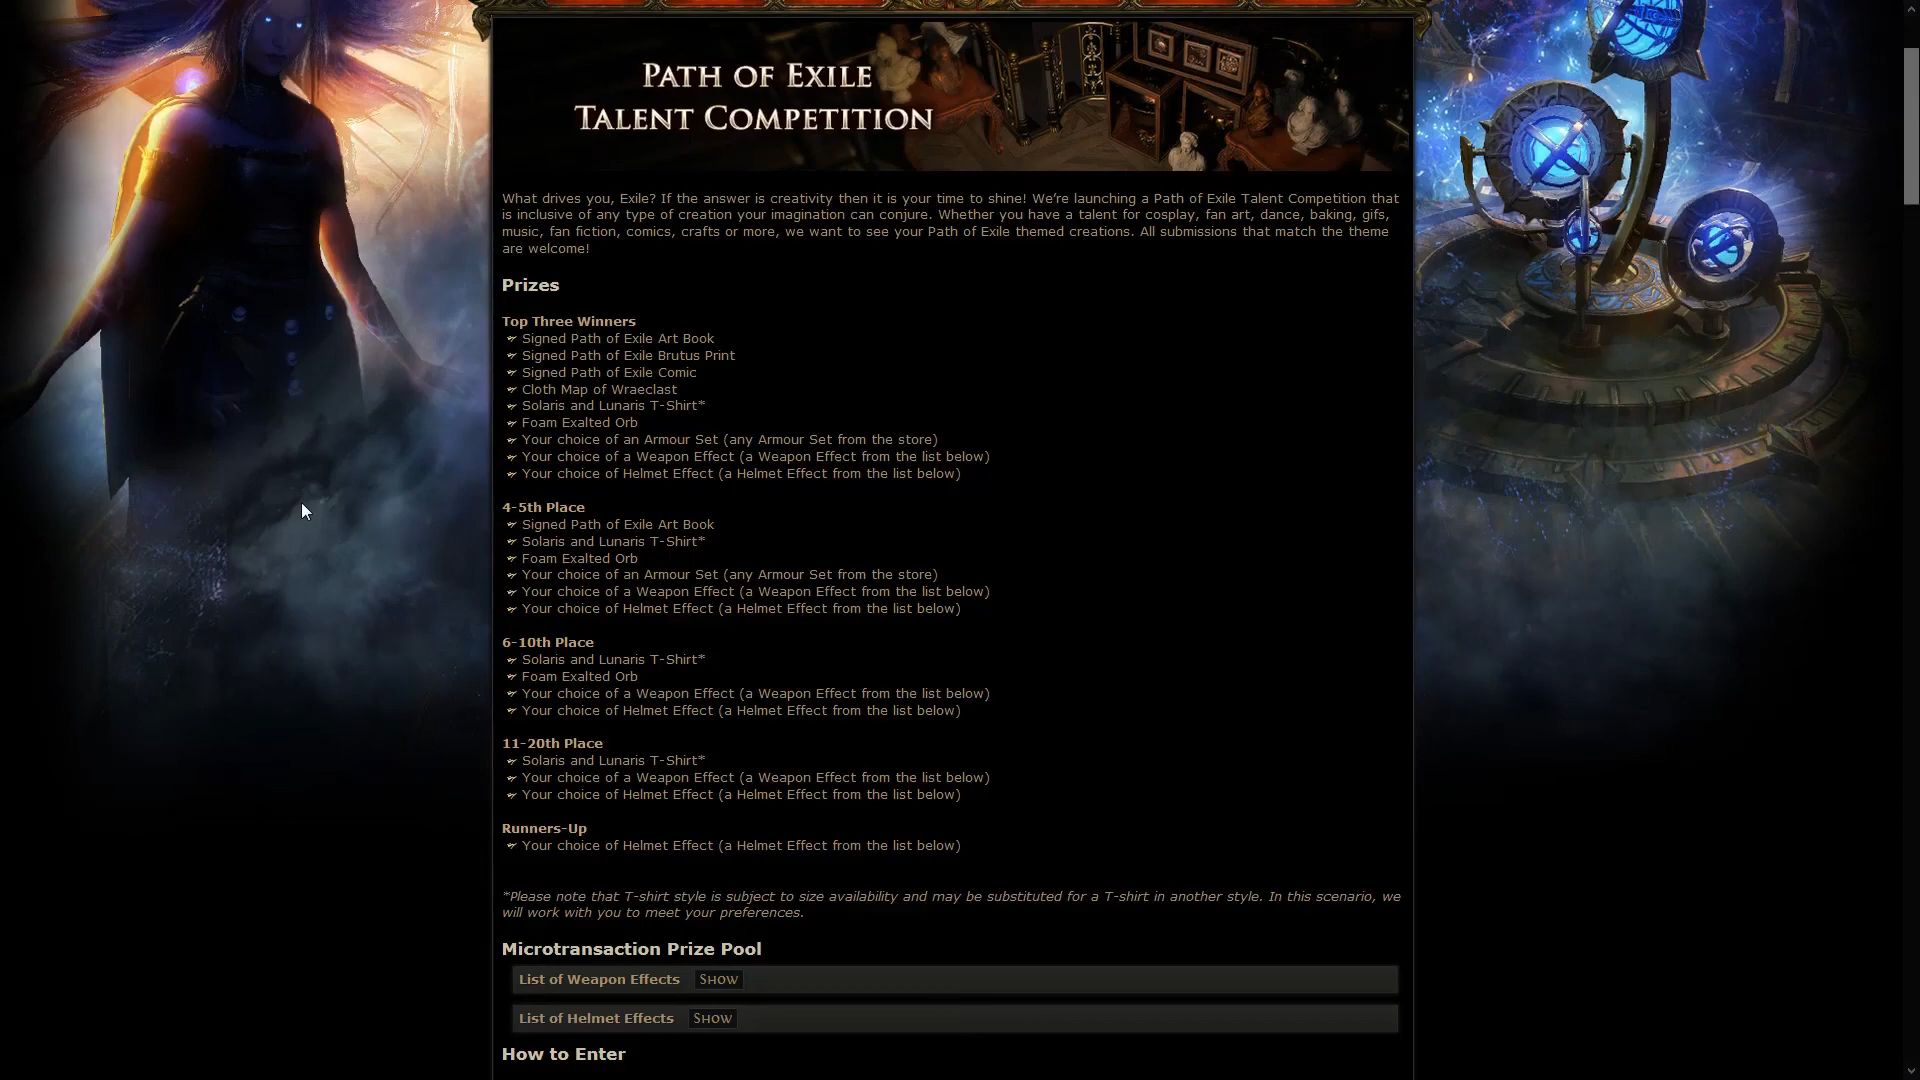 Path of Exile
Talent Competition
What drives you, Exile? If the answer is creativity then it is your time to shine! We’re launching a Path of Exile Talent Competition that
is inclusive of any type of creation your imagination can conjure. Whether you have a talent for cosplay, fan art, dance, baking, gifs,
music, fan fiction, comics, crafts or more, we want to see your Path of Exile themed creations. All submissions that match the theme
are welcome!
Prizes
Top Three Winners
Signed Path of Exile Art Book
Signed Path of Exile Brutus Print
Signed Path of Exile Comic
Cloth Map of Wraeclast
Solaris and Lunaris T-Shirt*
Foam Exalted Orb
Your choice of an Armour Set (any Armour Set from the store)
Your choice of a Weapon Effect (a Weapon Effect from the list below)
Your choice of Helmet Effect (a Helmet Effect from the list below)
4-5th Place
Signed Path of Exile Art Book
Solaris and Lunaris T-Shirt*
Foam Exalted Orb
Your choice of an Armour Set (any Armour Set from the store)
Your choice of a Weapon Effect (a Weapon Effect from the list below)
Your choice of Helmet Effect (a Helmet Effect from the list below)
6-10th Place
Solaris and Lunaris T-Shirt*
Foam Exalted Orb
Your choice of a Weapon Effect (a Weapon Effect from the list below)
Your choice of Helmet Effect (a Helmet Effect from the list below)
11-20th Place
Solaris and Lunaris T-Shirt*
Your choice of a Weapon Effect (a Weapon Effect from the list below)
Your choice of Helmet Effect (a Helmet Effect from the list below)
Runners-Up
Your choice of Helmet Effect (a Helmet Effect from the list below)
*Please note that T-shirt style is subject to size availability and may be substituted for a T-shirt in another style. In this scenario, we
will work with you to meet your preferences.
Microtransaction Prize Pool
List of Weapon Effects Show
List of Helmet Effects Show
How to Enter